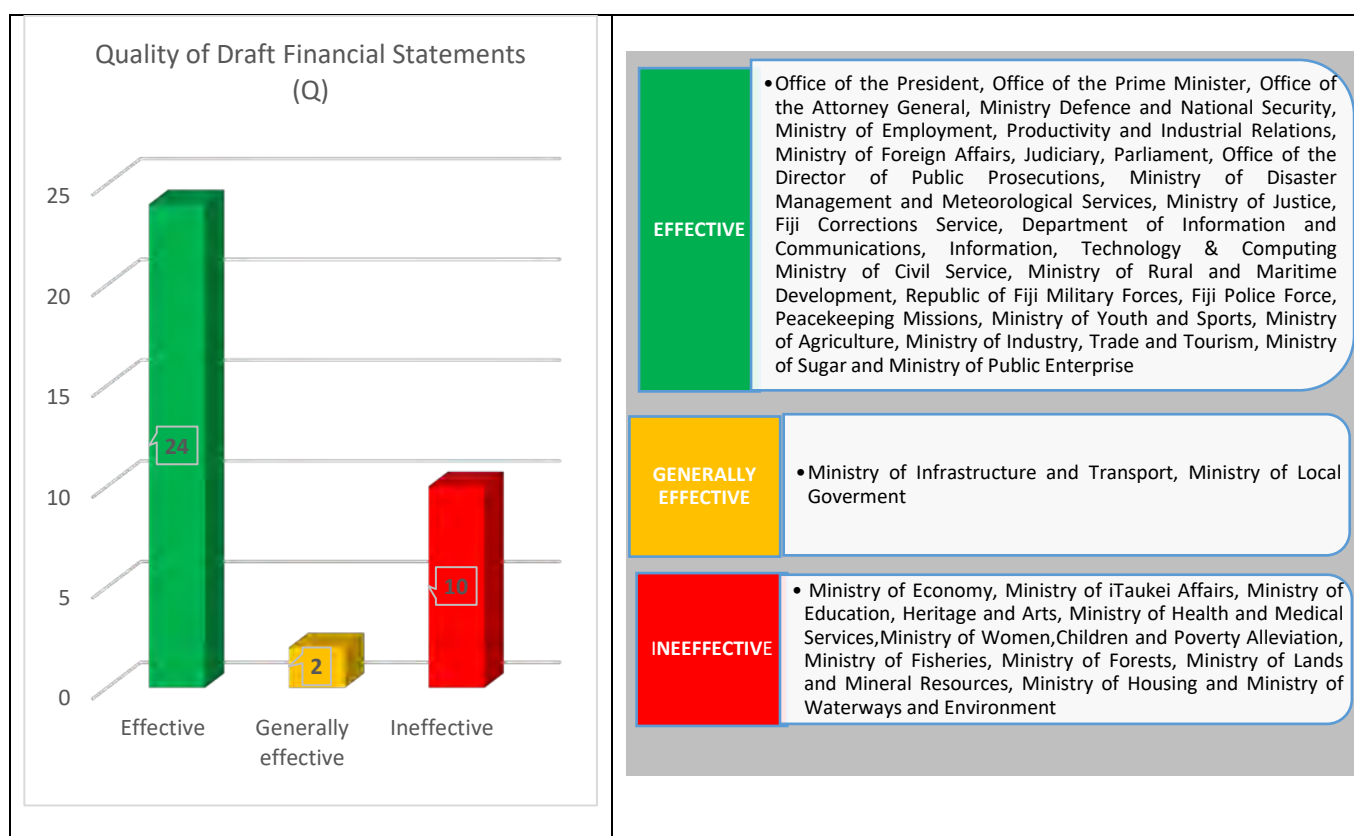 Quality of Draft Financial Statements
(Q)
25
20
15
10
5
0
24
2
10
Effective
Generally
effective
Ineffective
EFFECTIVE
•Office of the President, Office of the Prime Minister, Office of
the Attorney General, Ministry Defence and National Security,
Ministry of Employment, Productivity and Industrial Relations,
Ministry of Foreign Affairs, Judiciary, Parliament, Office of the
Director of Public Prosecutions, Ministry of Disaster
Management and Meteorological Services, Ministry of Justice,
Fiji Corrections Service, Department of Information and
Communications, Information, Technology & Computing
Ministry of Civil Service, Ministry of Rural and Maritime
Development, Republic of Fiji Military Forces, Fiji Police Force,
Peacekeeping Missions, Ministry of Youth and Sports, Ministry
of Agriculture, Ministry of Industry, Trade and Tourism, Ministry
of Sugar and Ministry of Public Enterprise
GENERALLY
EFFECTIVE
•Ministry of Infrastructure and Transport, Ministry of Local
Goverment
INEEFFECTIVE
• Ministry of Economy, Ministry of iTaukei Affairs, Ministry of
Education, Heritage and Arts, Ministry of Health and Medical
Services,Ministry of Women,Children and Poverty Alleviation,
Ministry of Fisheries, Ministry of Forests, Ministry of Lands
and Mineral Resources, Ministry of Housing and Ministry of
Waterways and Environment